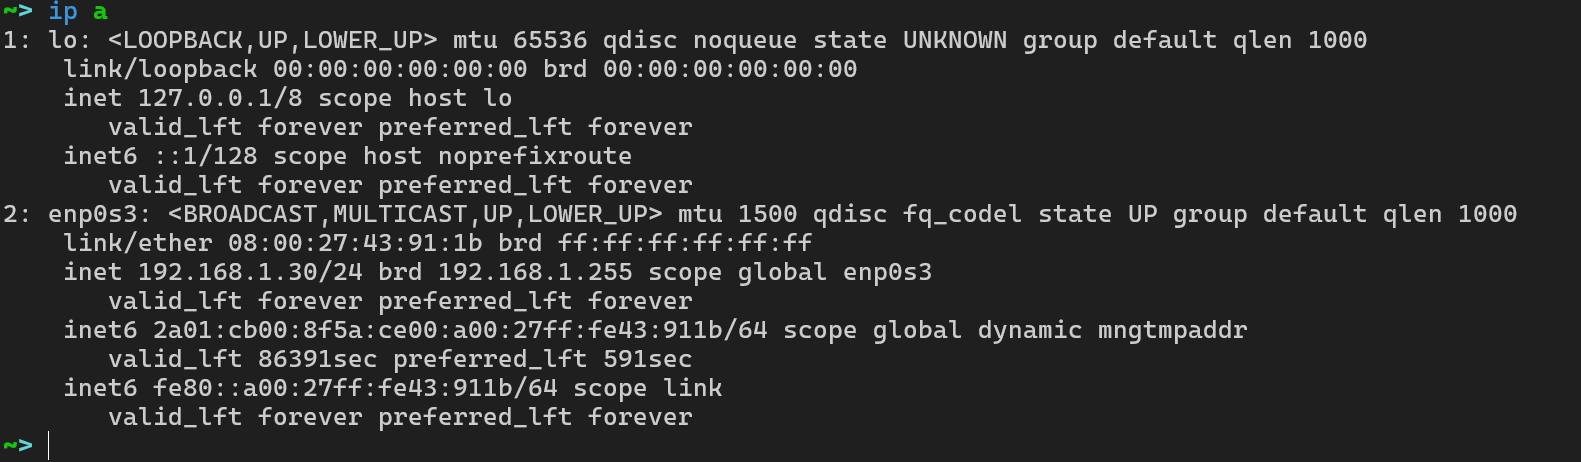 ~> ip a
1: lo: <LOOPBACK,UP,LOWER_UP> mtu 65536 qdisc noqueue state UNKNOWN group default qlen 1000
    link/loopback 00:00:00:00:00:00 brd 00:00:00:00:00:00
    inet 127.0.0.1/8 scope host lo
       valid_lft forever preferred_lft forever
    inet6 ::1/128 scope host noprefixroute
       valid_lft forever preferred_lft forever
2: enp0s3: <BROADCAST,MULTICAST,UP,LOWER_UP> mtu 1500 qdisc fq_codel state UP group default qlen 1000
    link/ether 08:00:27:43:91:1b brd ff:ff:ff:ff:ff:ff
    inet 192.168.1.30/24 brd 192.168.1.255 scope global enp0s3
       valid_lft forever preferred_lft forever
    inet6 2a01:cb00:8f5a:ce00:a00:27ff:fe43:911b/64 scope global dynamic mngtmpaddr
       valid_lft 86391sec preferred_lft 591sec
    inet6 fe80::a00:27ff:fe43:911b/64 scope link
       valid_lft forever preferred_lft forever
~>